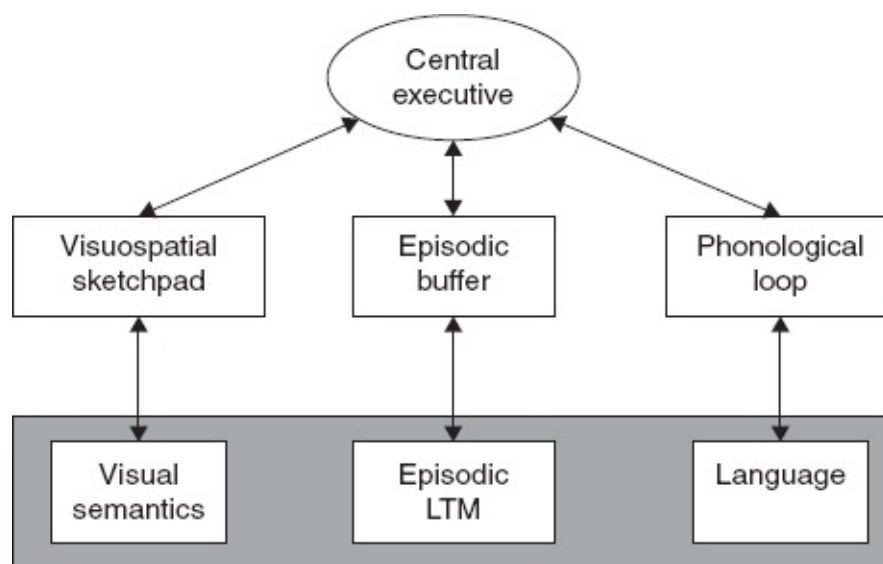 Central
executive
Visuospatial
sketchpad
Episodic
buffer
Phonological
loop
Visual
semantics
Episodic
LTM
Language